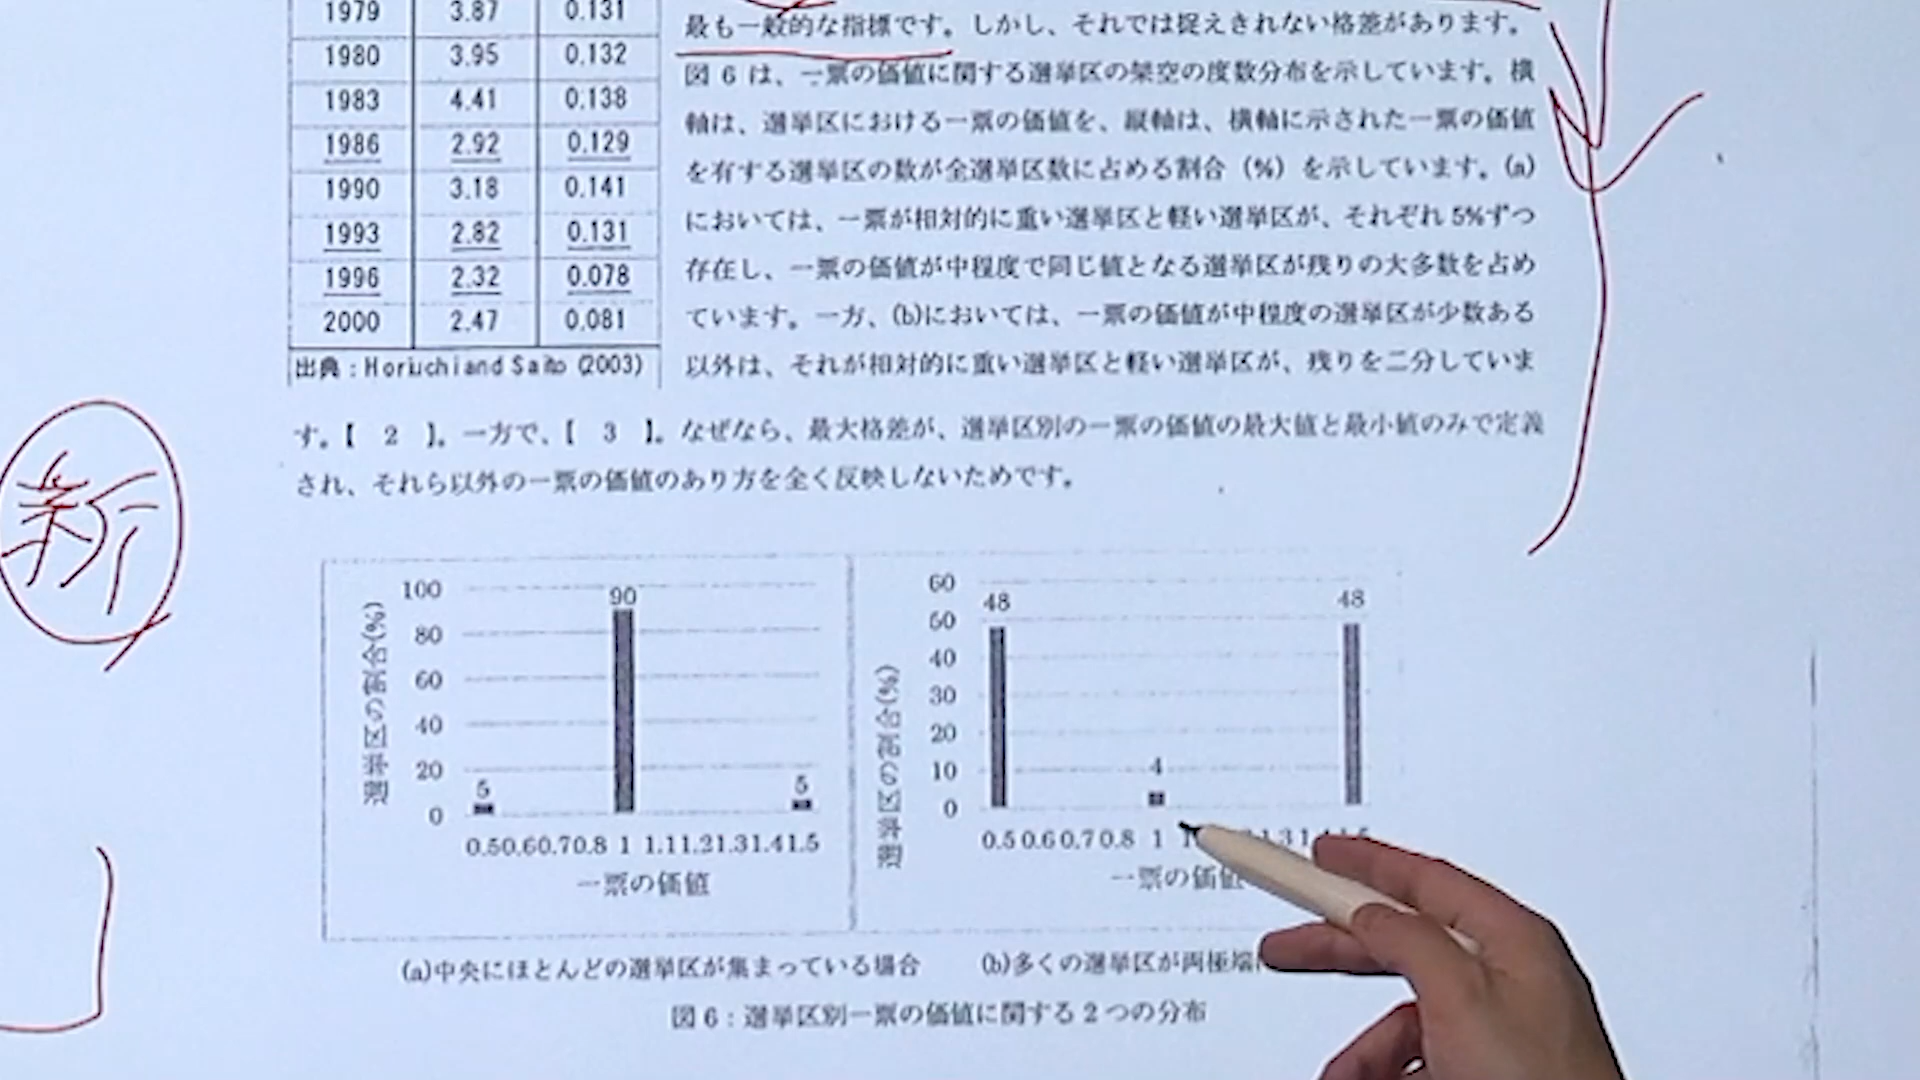 1979 3.87 0.131
1980 3.95 0.132
1983 4.41 0.138
1986 2.92 0.129
1990 3.18 0.141
1993 2.82 0.131
1996 2.32 0.078
2000 2.47 0.081
出典：Horiuchi and Saito (2003)
最も一般的な指標です。しかし、それでは捉えきれない格差があります。
図 6 は、一票の価値に関する選挙区の架空の度数分布を示しています。横
軸は、選挙区における一票の価値を、縦軸は、横軸に示された一票の価値
を有する選挙区の数が全選挙区数に占める割合（%）を示しています。(a)
においては、一票が相対的に重い選挙区と軽い選挙区が、それぞれ 5%ずつ
存在し、一票の価値が中程度で同じ値となる選挙区が残りの大多数を占め
ています。一方、(b)においては、一票の価値が中程度の選挙区が少数ある
以外は、それが相対的に重い選挙区と軽い選挙区が、残りを二分していま
す。【 2 】。一方で、【 3 】。なぜなら、最大格差が、選挙区別の一票の価値の最大値と最小値のみで定義
され、それら以外の一票の価値のあり方を全く反映しないためです。
新
選挙区の割合(%)
100
80
60
40
20
0
5
90
5
0.50.60.70.8 1 1.11.21.31.41.5
一票の価値
選挙区の割合(%)
60
50
40
30
20
10
0
48
4
48
0.5 0.6 0.7 0.8 1
一票の価値
(a)中央にほとんどの選挙区が集まっている場合
(b)多くの選挙区が両極端
図 6：選挙区別一票の価値に関する 2 つの分布